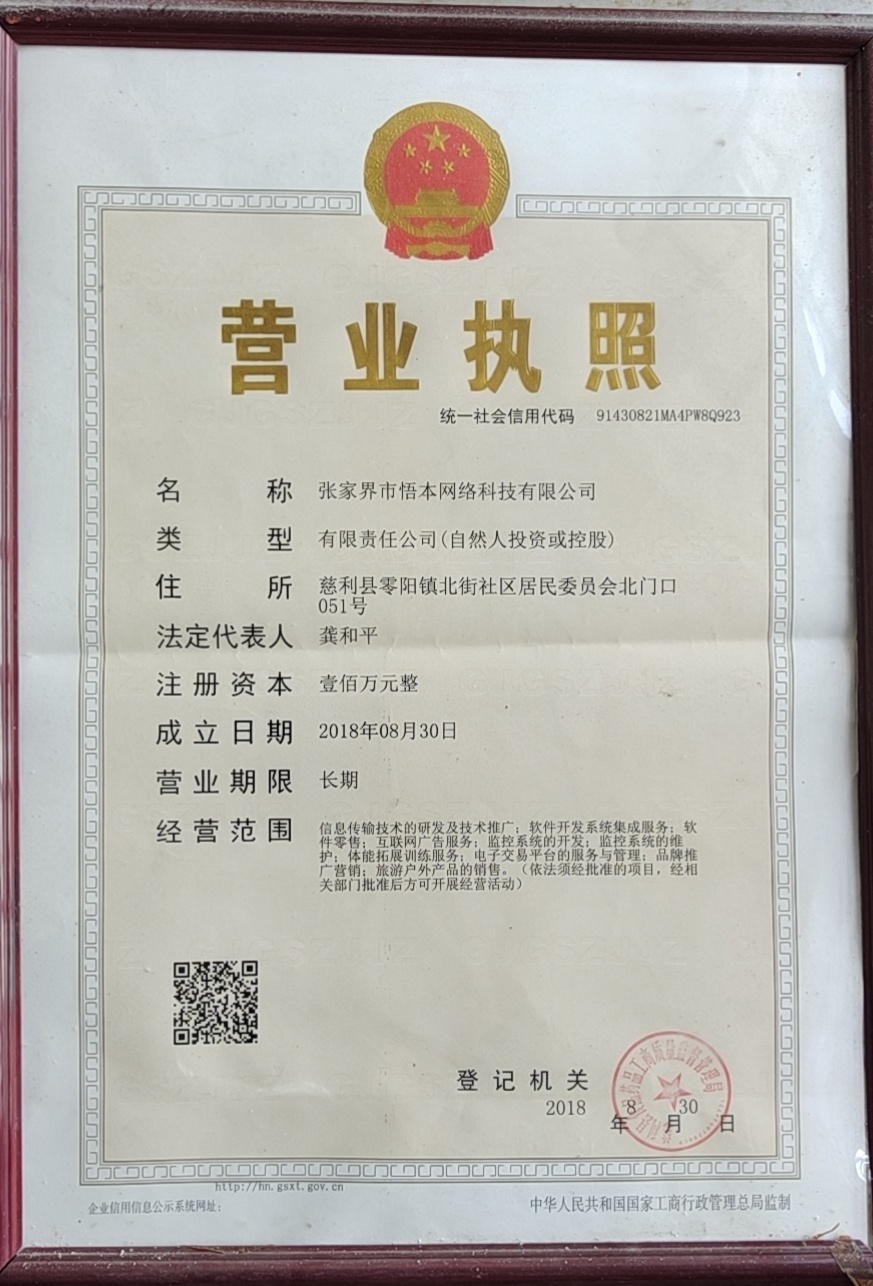 营业执照
统一社会信用代码 91430821MA4PW8Q923
名称 张家界市悟本网络科技有限公司
类型 有限责任公司(自然人投资或控股)
住所 慈利县零阳镇北街社区居民委员会北门口
051号
法定代表人 龚和平
注册资本 壹佰万元整
成立日期 2018年08月30日
营业期限 长期
经营范围 信息传输技术的研发及技术推广；软件开发系统集成服务；软
件零售；互联网广告服务；监控系统的开发；监控系统的维
护；体能拓展训练服务；电子交易平台的服务与管理；品牌推
广营销；旅游户外产品的销售。（依法须经批准的项目，经相
关部门批准后方可开展经营活动）
登记机关
2018年8月30日
http://hn.gsxt.gov.cn
企业信用信息公示系统网址：
中华人民共和国国家工商行政管理总局监制